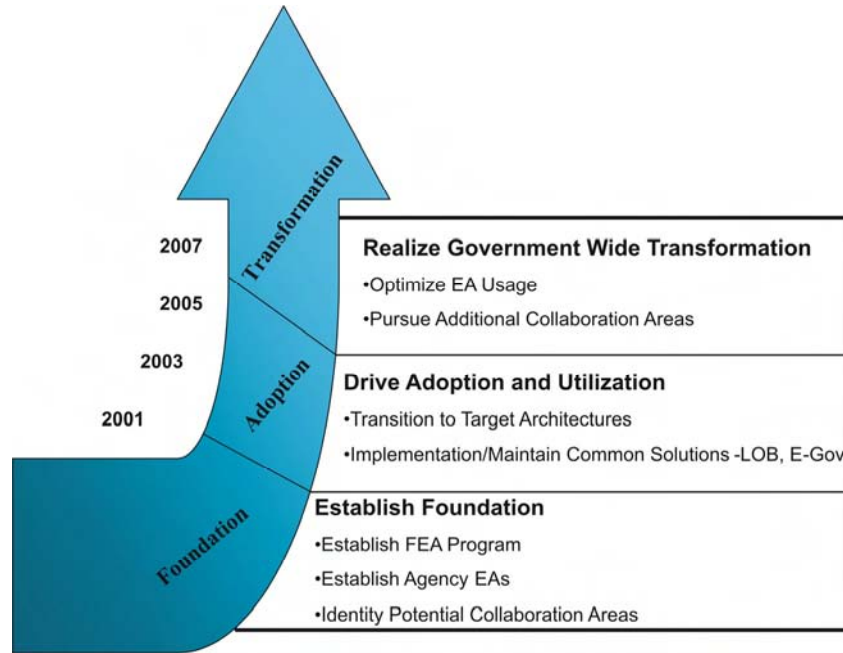 Transformation
2007
Realize Government Wide Transformation
•Optimize EA Usage
2005
•Pursue Additional Collaboration Areas
2003
Adoption
Drive Adoption and Utilization
2001
•Transition to Target Architectures
•Implementation/Maintain Common Solutions -LOB, E-Gov
Foundation
Establish Foundation
•Establish FEA Program
•Establish Agency EAs
•Identity Potential Collaboration Areas